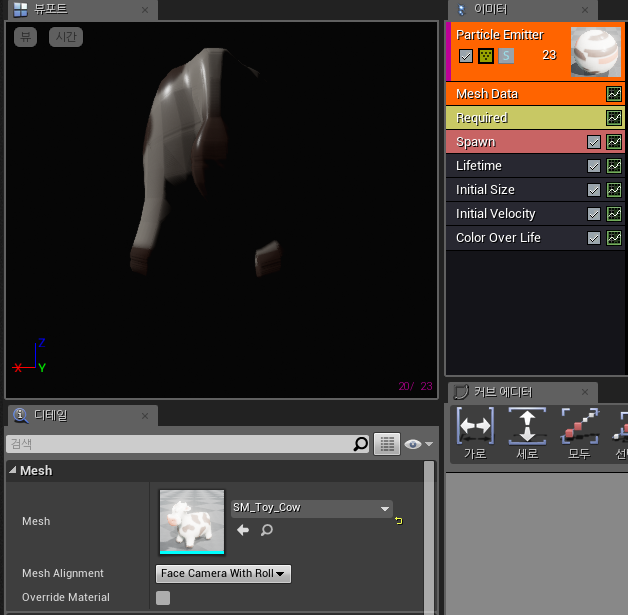 뷰포트
뷰 시간
Z
X Y
20/ 23
이미터
Particle Emitter
S 23
Mesh Data
Required
Spawn
Lifetime
Initial Size
Initial Velocity
Color Over Life
디테일
검색
Mesh
Mesh SM_Toy_Cow
Mesh Alignment Face Camera With Roll
Override Material
커브 에디터
가로 세로 모두